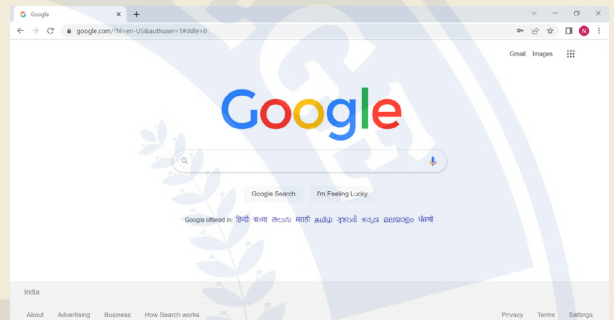 Google
google.com/?hl=en-US&authuser=1#ddle=0
N
Gmail Images
Google
Google Search I'm Feeling Lucky
Google offered in: हिन्दी বাংলা తెలుగు मराठी தமிழ் ગુજરાતી ಕನ್ನಡ മലയാളം ਪੰਜਾਬੀ
India
About Advertising Business How Search works Privacy Terms Settings